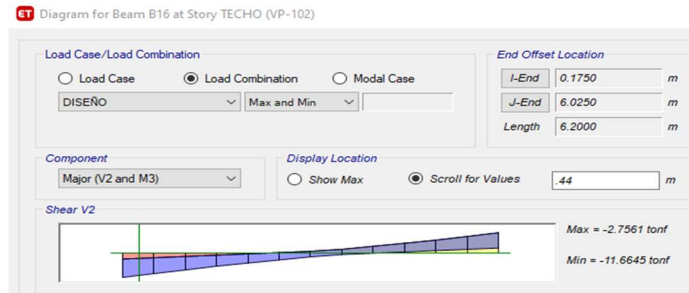 ET Diagram for Beam B16 at Story TECHO (VP-102)
Load Case/Load Combination
Load Case Load Combination Modal Case
DISEÑO Max and Min
End Offset Location
I-End 0.1750 m
J-End 6.0250 m
Length 6.2000 m
Component
Major (V2 and M3)
Display Location
Show Max Scroll for Values .44 m
Shear V2
Max = -2.7561 tonf
Min = -11.6645 tonf